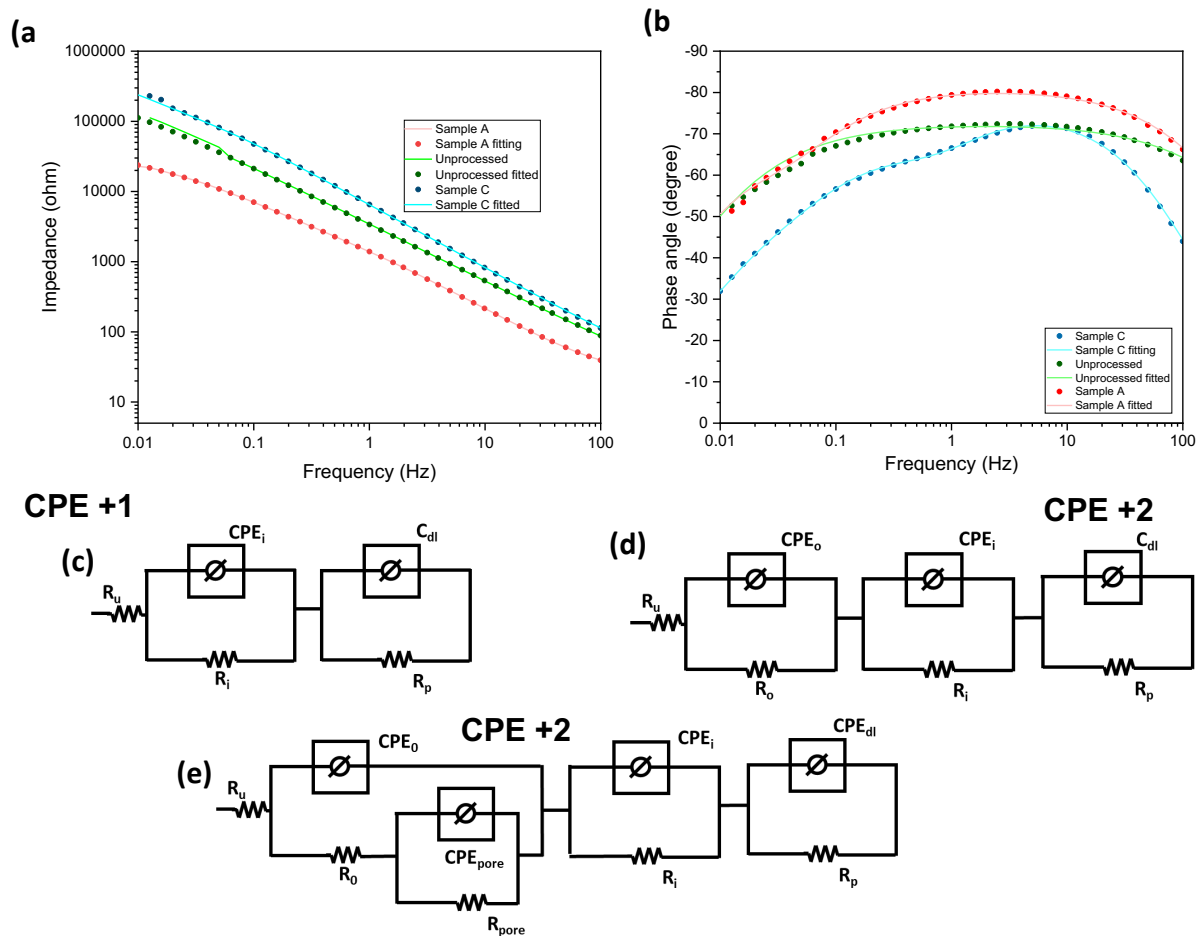 (a
1000000
100000
10000
1000
100
10
Impedance (ohm)
0.01
0.1
1
10
100
Frequency (Hz)
Sample A
Sample A fitting
Unprocessed
Unprocessed fitted
Sample C
Sample C fitted
(b)
-90
-80
-70
-60
-50
-40
-30
-20
-10
0
Phase angle (degree)
0.01
0.1
1
10
100
Frequency (Hz)
Sample C
Sample C fitting
Unprocessed
Unprocessed fitted
Sample A
Sample A fitted
CPE +1
(c)
Ru
CPEi
Ri
Cdl
Rp
CPE +2
(d)
Ru
CPEo
Ro
CPEi
Ri
Cdl
Rp
CPE +2
(e)
Ru
CPE0
R0
CPEpore
Rpore
CPEi
Ri
CPEdl
Rp